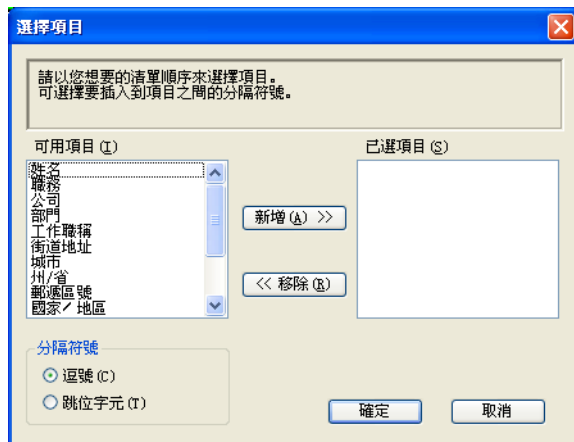 選擇項目
請以您想要的清單順序來選擇項目。
可選擇要插入到項目之間的分隔符號。
可用項目(I)
已選項目(S)
姓名
職務
公司
部門
工作職稱
街道地址
城市
州/省
郵遞區號
國家/地區
新增(A) >>
<< 移除(R)
分隔符號
逗號(C)
跳位字元(T)
確定
取消